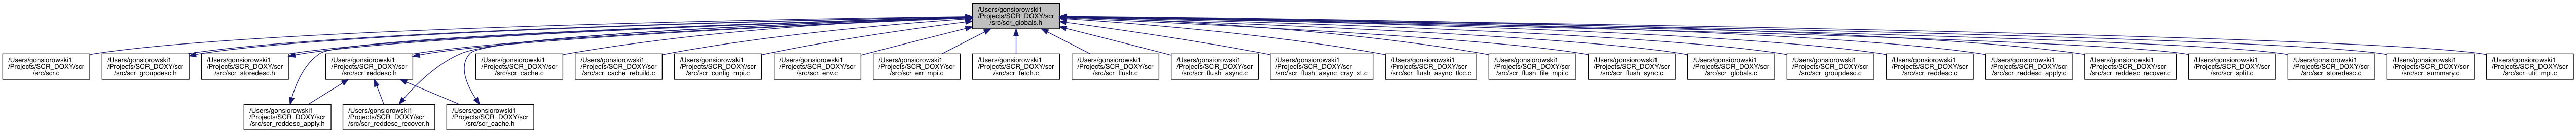 /Users/gonsiorowski1
/Projects/SCR_DOXY/scr
/src/scr_globals.h
/Users/gonsiorowski1
/Projects/SCR_DOXY/scr
/src/scr.c
/Users/gonsiorowski1
/Projects/SCR_DOXY/scr
/src/scr_groupdesc.h
/Users/gonsiorowski1
/Projects/SCR_DOXY/scr
/src/scr_storedesc.h
/Users/gonsiorowski1
/Projects/SCR_DOXY/scr
/src/scr_reddesc.h
/Users/gonsiorowski1
/Projects/SCR_DOXY/scr
/src/scr_cache.c
/Users/gonsiorowski1
/Projects/SCR_DOXY/scr
/src/scr_cache_rebuild.c
/Users/gonsiorowski1
/Projects/SCR_DOXY/scr
/src/scr_config_mpi.c
/Users/gonsiorowski1
/Projects/SCR_DOXY/scr
/src/scr_env.c
/Users/gonsiorowski1
/Projects/SCR_DOXY/scr
/src/scr_err_mpi.c
/Users/gonsiorowski1
/Projects/SCR_DOXY/scr
/src/scr_fetch.c
/Users/gonsiorowski1
/Projects/SCR_DOXY/scr
/src/scr_flush.c
/Users/gonsiorowski1
/Projects/SCR_DOXY/scr
/src/scr_flush_async.c
/Users/gonsiorowski1
/Projects/SCR_DOXY/scr
/src/scr_flush_async_cray_xt.c
/Users/gonsiorowski1
/Projects/SCR_DOXY/scr
/src/scr_flush_async_tlcc.c
/Users/gonsiorowski1
/Projects/SCR_DOXY/scr
/src/scr_flush_file_mpi.c
/Users/gonsiorowski1
/Projects/SCR_DOXY/scr
/src/scr_flush_sync.c
/Users/gonsiorowski1
/Projects/SCR_DOXY/scr
/src/scr_globals.c
/Users/gonsiorowski1
/Projects/SCR_DOXY/scr
/src/scr_groupdesc.c
/Users/gonsiorowski1
/Projects/SCR_DOXY/scr
/src/scr_reddesc.c
/Users/gonsiorowski1
/Projects/SCR_DOXY/scr
/src/scr_reddesc_apply.c
/Users/gonsiorowski1
/Projects/SCR_DOXY/scr
/src/scr_reddesc_recover.c
/Users/gonsiorowski1
/Projects/SCR_DOXY/scr
/src/scr_split.c
/Users/gonsiorowski1
/Projects/SCR_DOXY/scr
/src/scr_storedesc.c
/Users/gonsiorowski1
/Projects/SCR_DOXY/scr
/src/scr_summary.c
/Users/gonsiorowski1
/Projects/SCR_DOXY/scr
/src/scr_util_mpi.c
/Users/gonsiorowski1
/Projects/SCR_DOXY/scr
/src/scr_reddesc_apply.h
/Users/gonsiorowski1
/Projects/SCR_DOXY/scr
/src/scr_reddesc_recover.h
/Users/gonsiorowski1
/Projects/SCR_DOXY/scr
/src/scr_cache.h